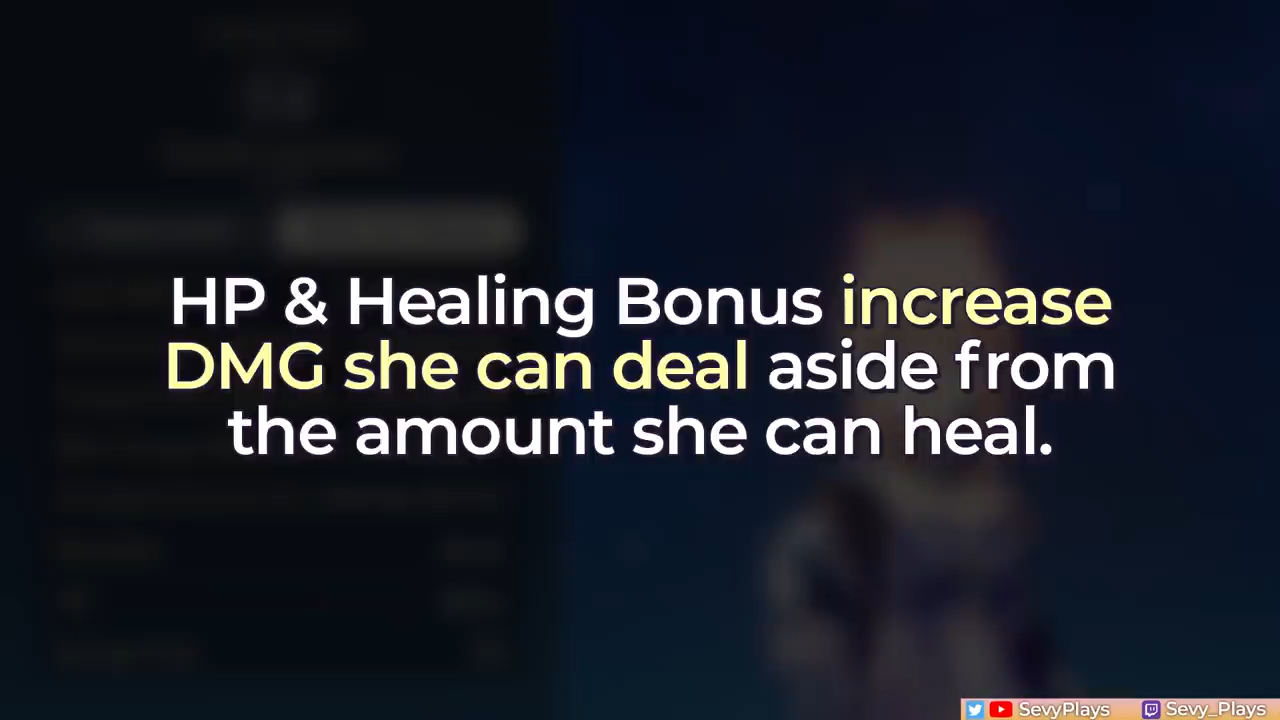 HP & Healing Bonus increase
DMG she can deal aside from
the amount she can heal.
SevyPlays Sevy_Plays